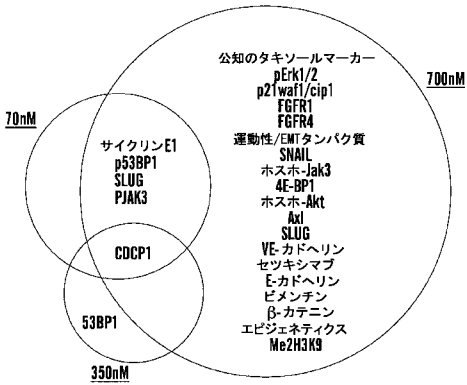 公知のタキソールマーカー
pErk1/2
p21waf1/cip1
FGFR1
FGFR4
運動性/EMTタンパク質
SNAIL
ホスホ-Jak3
4E-BP1
ホスホ-Akt
Axl
SLUG
VE-カドヘリン
セツキシマブ
E-カドヘリン
ビメンチン
β-カテニン
エピジェネティクス
Me2H3K9
700nM
70nM
サイクリンE1
p53BP1
SLUG
PJAK3
CDCP1
53BP1
350nM